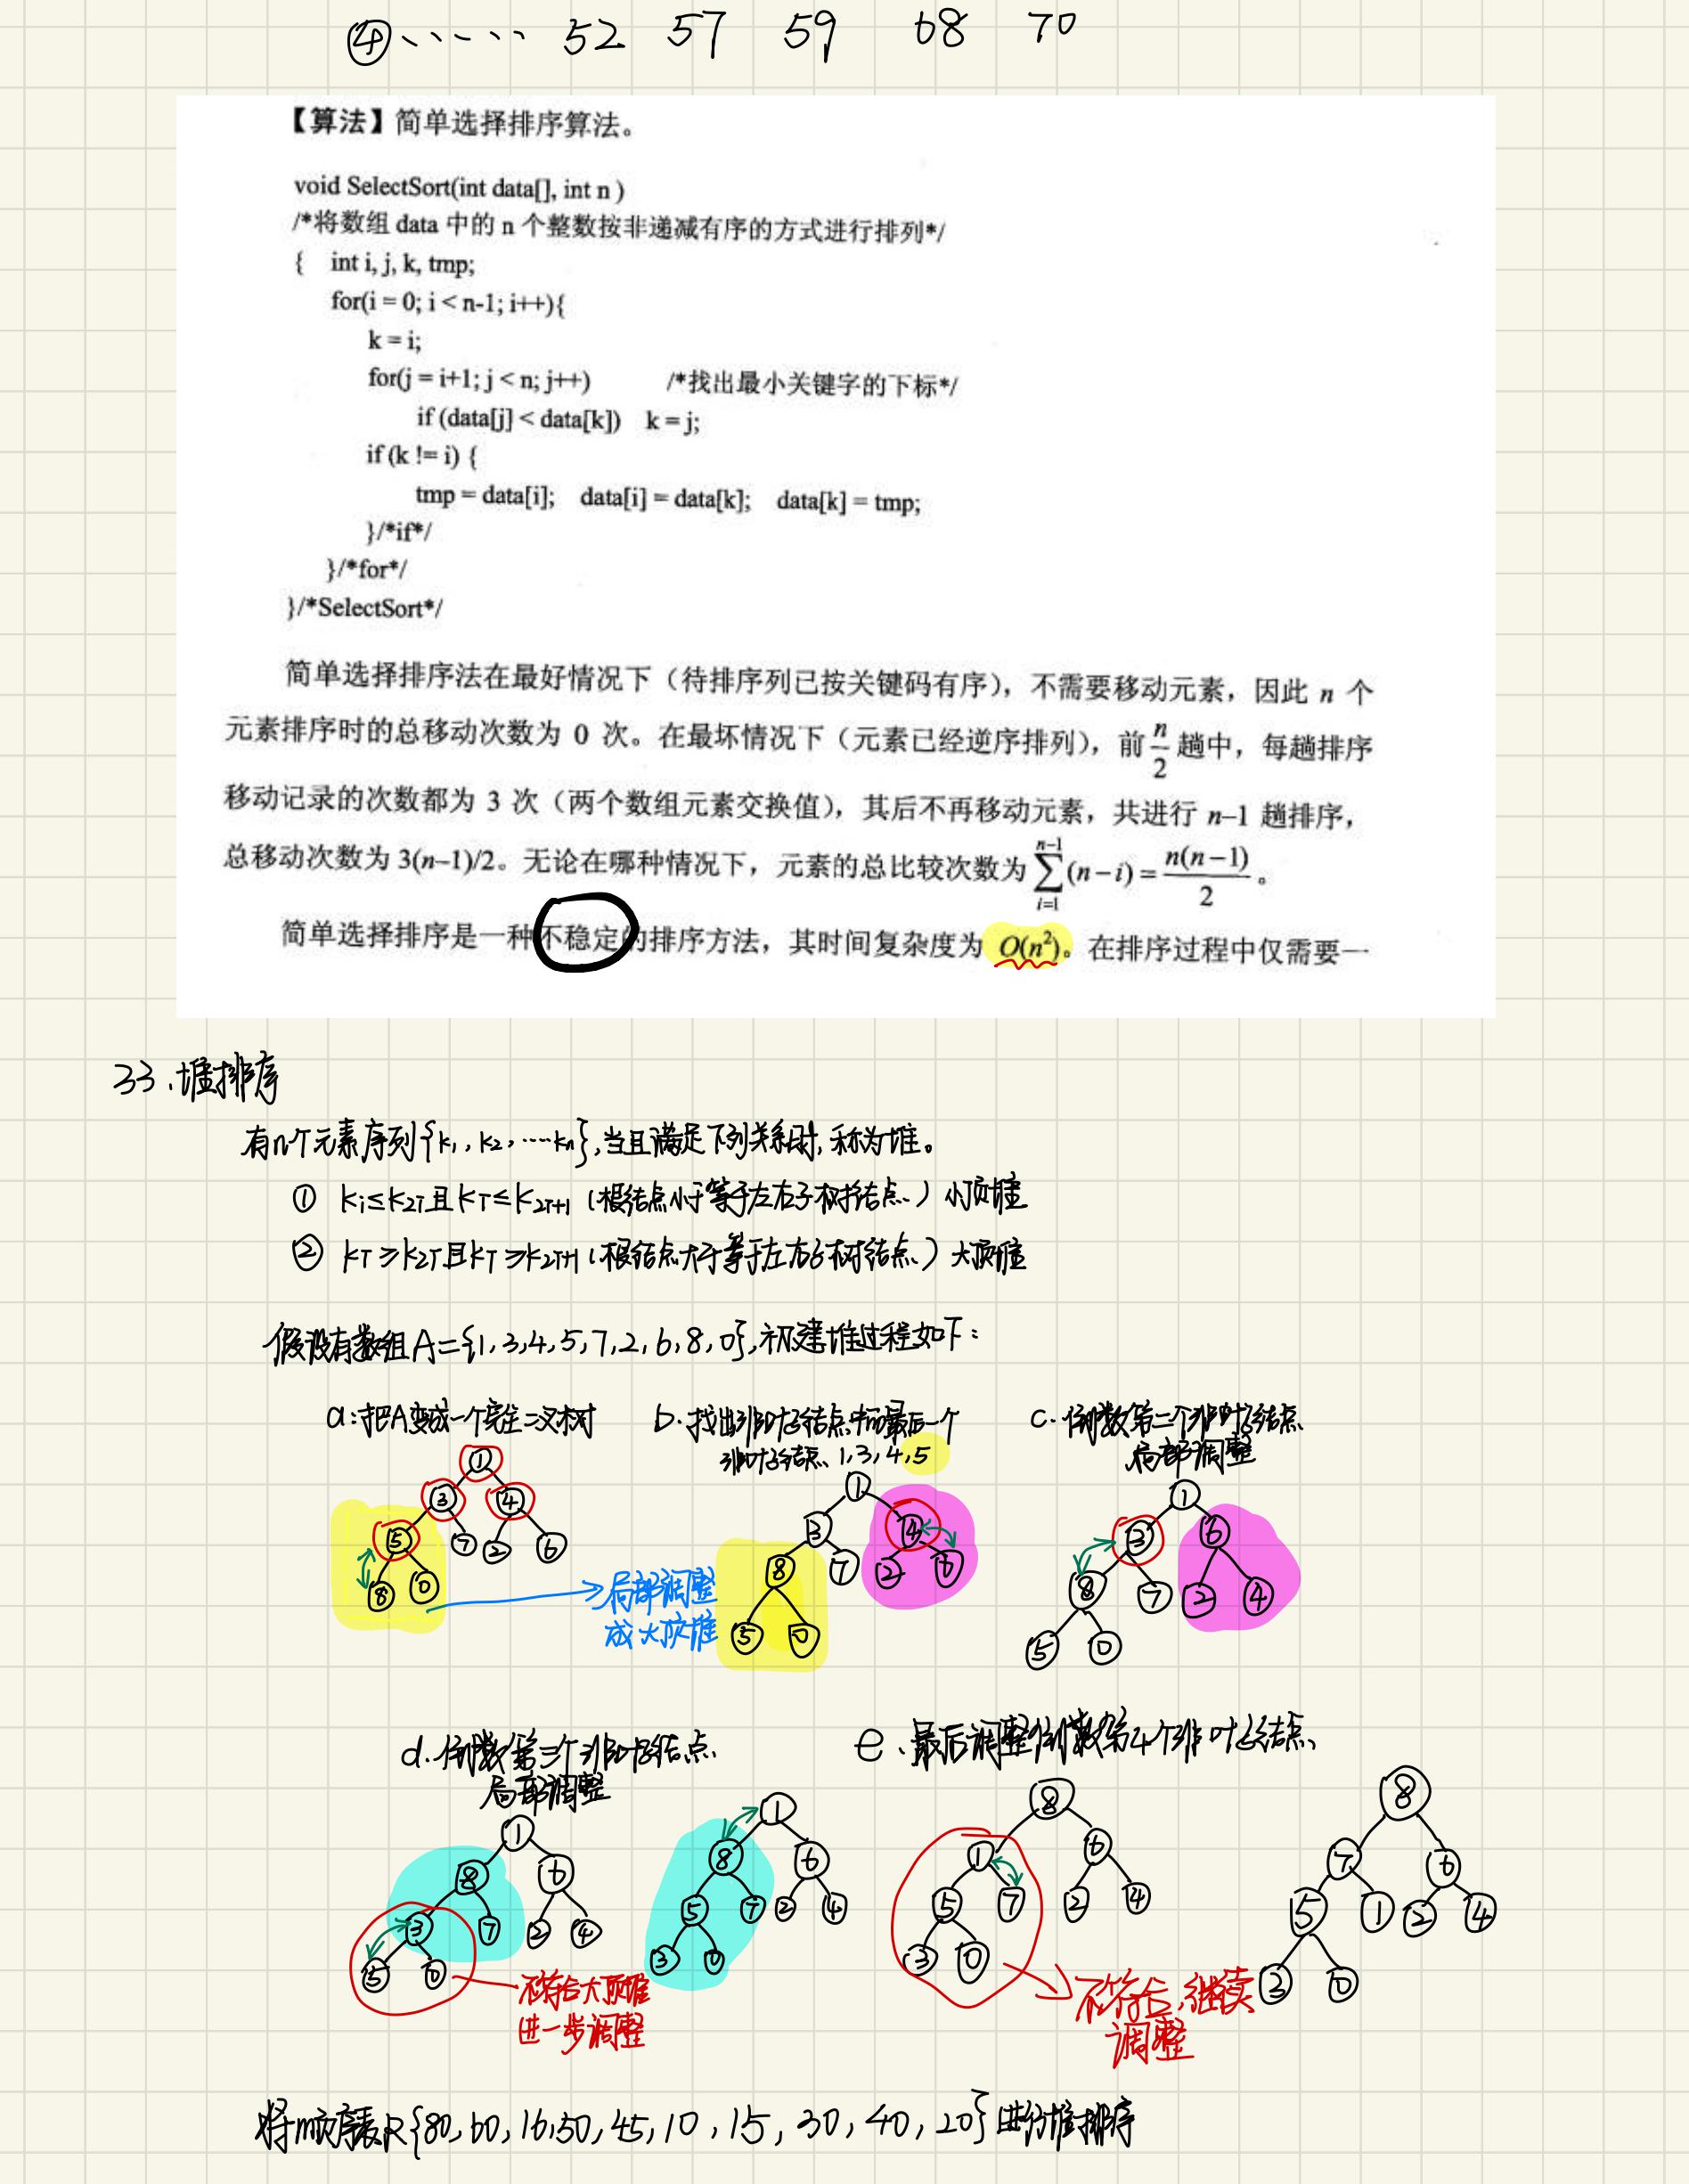 ④、、、、、 52 57 59 68 70
【算法】简单选择排序算法。
void SelectSort(int data[], int n )
/*将数组 data 中的 n 个整数按非递减有序的方式进行排列*/
{ int i, j, k, tmp;
for(i = 0; i < n-1; i++){
k = i;
for(j = i+1; j < n; j++) /*找出最小关键字的下标*/
if (data[j] < data[k]) k = j;
if (k != i) {
tmp = data[i]; data[i] = data[k]; data[k] = tmp;
}/*if*/
}/*for*/
}/*SelectSort*/
简单选择排序法在最好情况下（待排序列已按关键码有序），不需要移动元素，因此 n 个
元素排序时的总移动次数为 0 次。在最坏情况下（元素已经逆序排列），前 n/2 趟中，每趟排序
移动记录的次数都为 3 次（两个数组元素交换值），其后不再移动元素，共进行 n–1 趟排序，
总移动次数为 3(n–1)/2。无论在哪种情况下，元素的总比较次数为 ∑_{i=1}^{n-1}(n−i) = n(n−1)/2 。
简单选择排序是一种不稳定的排序方法，其时间复杂度为 O(n²)。在排序过程中仅需要一
33、堆排序
有n个元素序列{k₁, k₂, ⋯kn},当且满足下列关系时,称为堆。
① ki≤k2i且ki≤k2i+1（根结点小于等于左右子树结点、）小顶堆
② ki≥k2i且ki≥k2i+1（根结点大于等于左右子树结点、）大顶堆
假设有数组A={1,3,4,5,7,2,6,8,0},初建堆过程如下：
a：把A变成一个完全二叉树
b. 找出非叶子结点中的最后一个
非叶子结点、1,3,4,5
c. 倒数第二个非叶子结点、
局部调整
1
3 4
5 7 2 6
8 0
局部调整
成大顶堆
1
3 4
8 7 2 6
5 0
1
3 6
8 7 2 4
5 0
d. 倒数第三个非叶子结点、
局部调整
e、最后调整倒数第4个非叶子结点、
1
8 6
3 7 2 4
5 0
不符合大顶堆
进一步调整
1
8 6
5 7 2 4
3 0
8
1 6
5 7 2 4
3 0
不符合,继续
调整
8
7 6
5 1 2 4
3 0
将顺序表R{80,60,16,50,45,10,15,30,40,20}进行堆排序